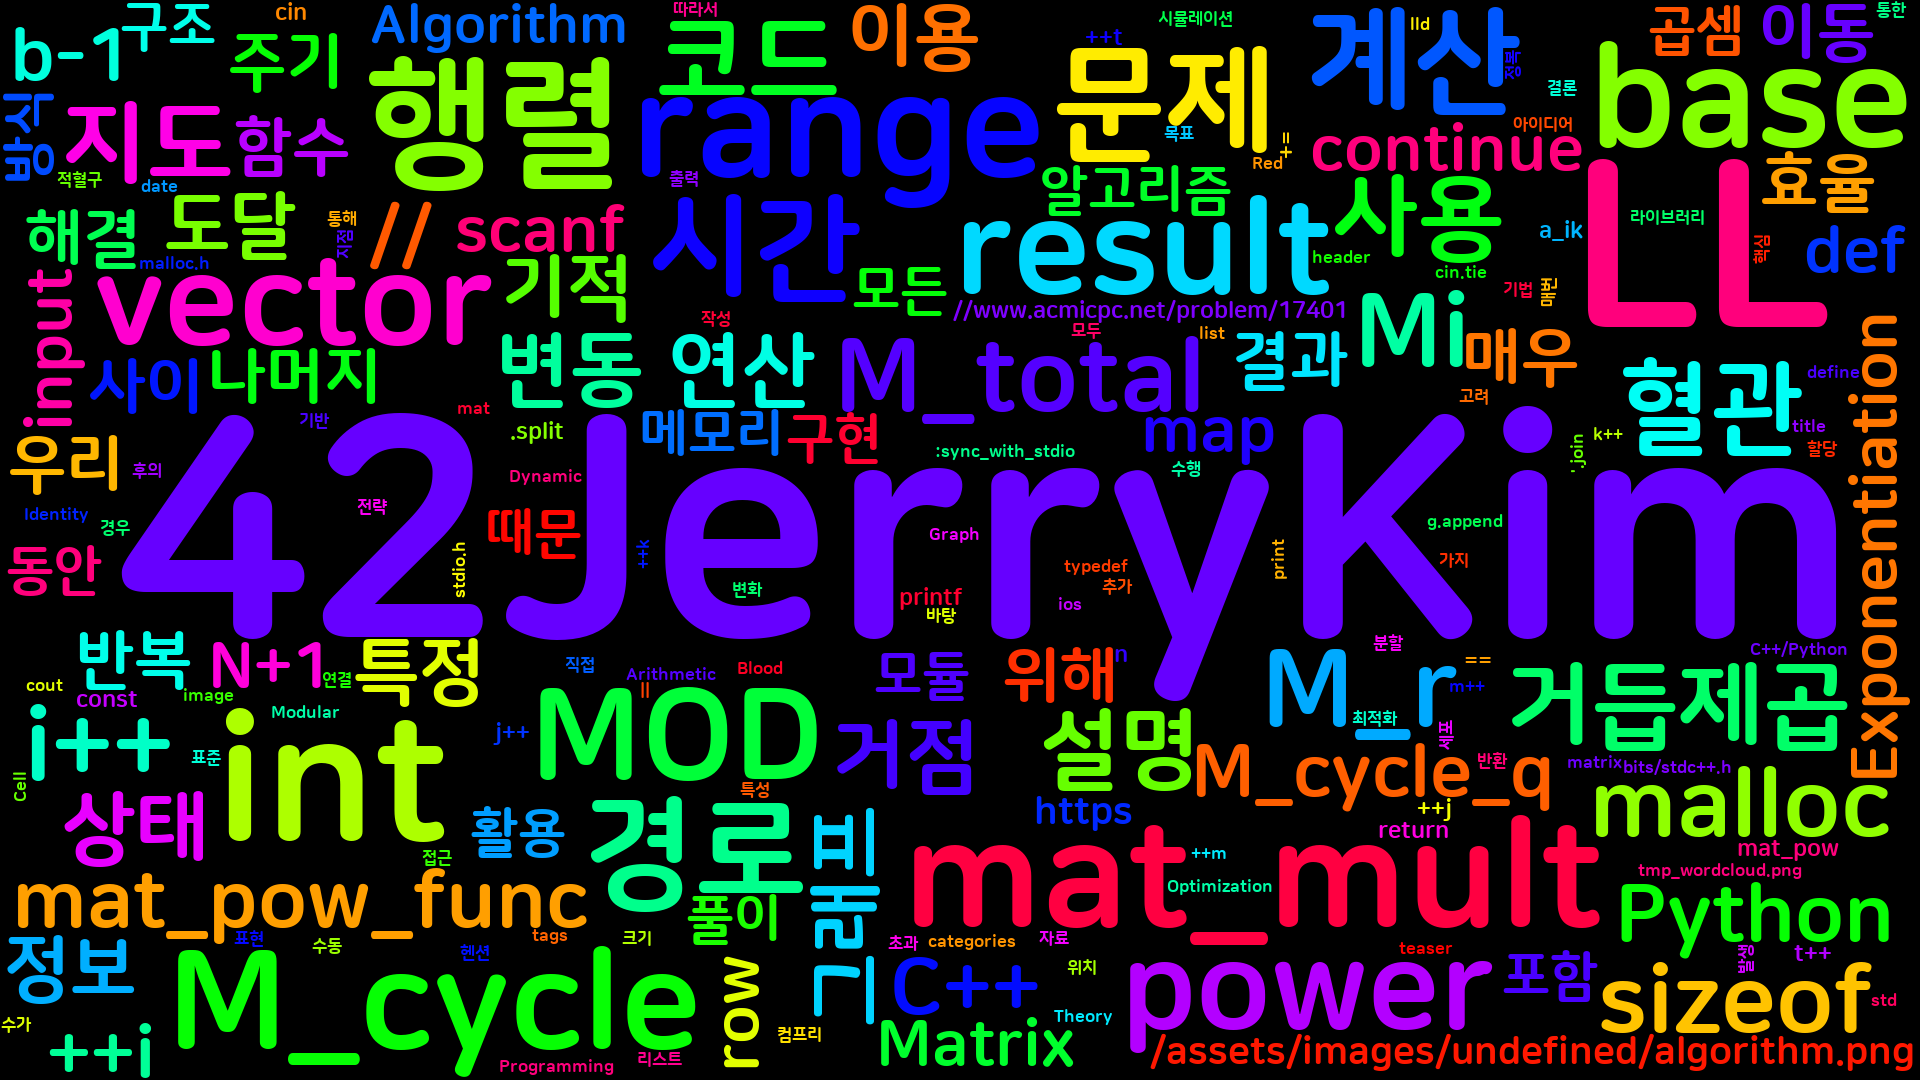 b-1
구조
cin
Algorithm
따라서
코드
이용
++t
시뮬레이션
lld
계산
정복
곱셈
이동
통한
주기
행렬
range
문제
결론
base
방식
지도
함수
목표
+=
Red
아이디어
continue
적혈구
date
출력
알고리즘
효율
해결
도달
통해
지점
//
scanf
시간
result
사용
LL
라이브러리
a_ik
핵심
def
malloc.h
header
input
vector
기적
모든
cin.tie
기법
불변
//www.acmicpc.net/problem/17401
Mi
작성
모두
list
사이
나머지
변동
연산
M_total
결과
매우
혈관
define
Exponentiation
기반
mat
고려
우리
.split
메모리
구현
map
title
k++
할당
'.join
:sync_with_stdio
후의
Dynamic
수행
42JerryKim
Identity
전략
경우
때문
Graph
g.append
동안
stdio.h
++k
변화
typedef
추가
print
가지
printf
바탕
ios
반복
N+1
특정
직접
Arithmetic
Blood
모듈
위해
n
분할
==
C++/Python
cout
const
image
연결
ll
M_r
m++
거듭제곱
Modular
i++
int
j++
MOD
거점
설명
최적화
세포
표준
Cell
특성
M_cycle_q
반환
matrix
bits/stdc++.h
상태
활용
경로
https
++j
return
malloc
접근
++m
mat_mult
mat_pow
mat_pow_func
풀이
Optimization
tmp_wordcloud.png
Python
정보
표현
수동
헨션
tags
크기
초과
categories
자료
teaser
발생
t++
M_cycle
row
C++
위치
power
포함
sizeof
std
수가
++i
Programming
리스트
컴프리
Matrix
Theory
/assets/images/undefined/algorithm.png